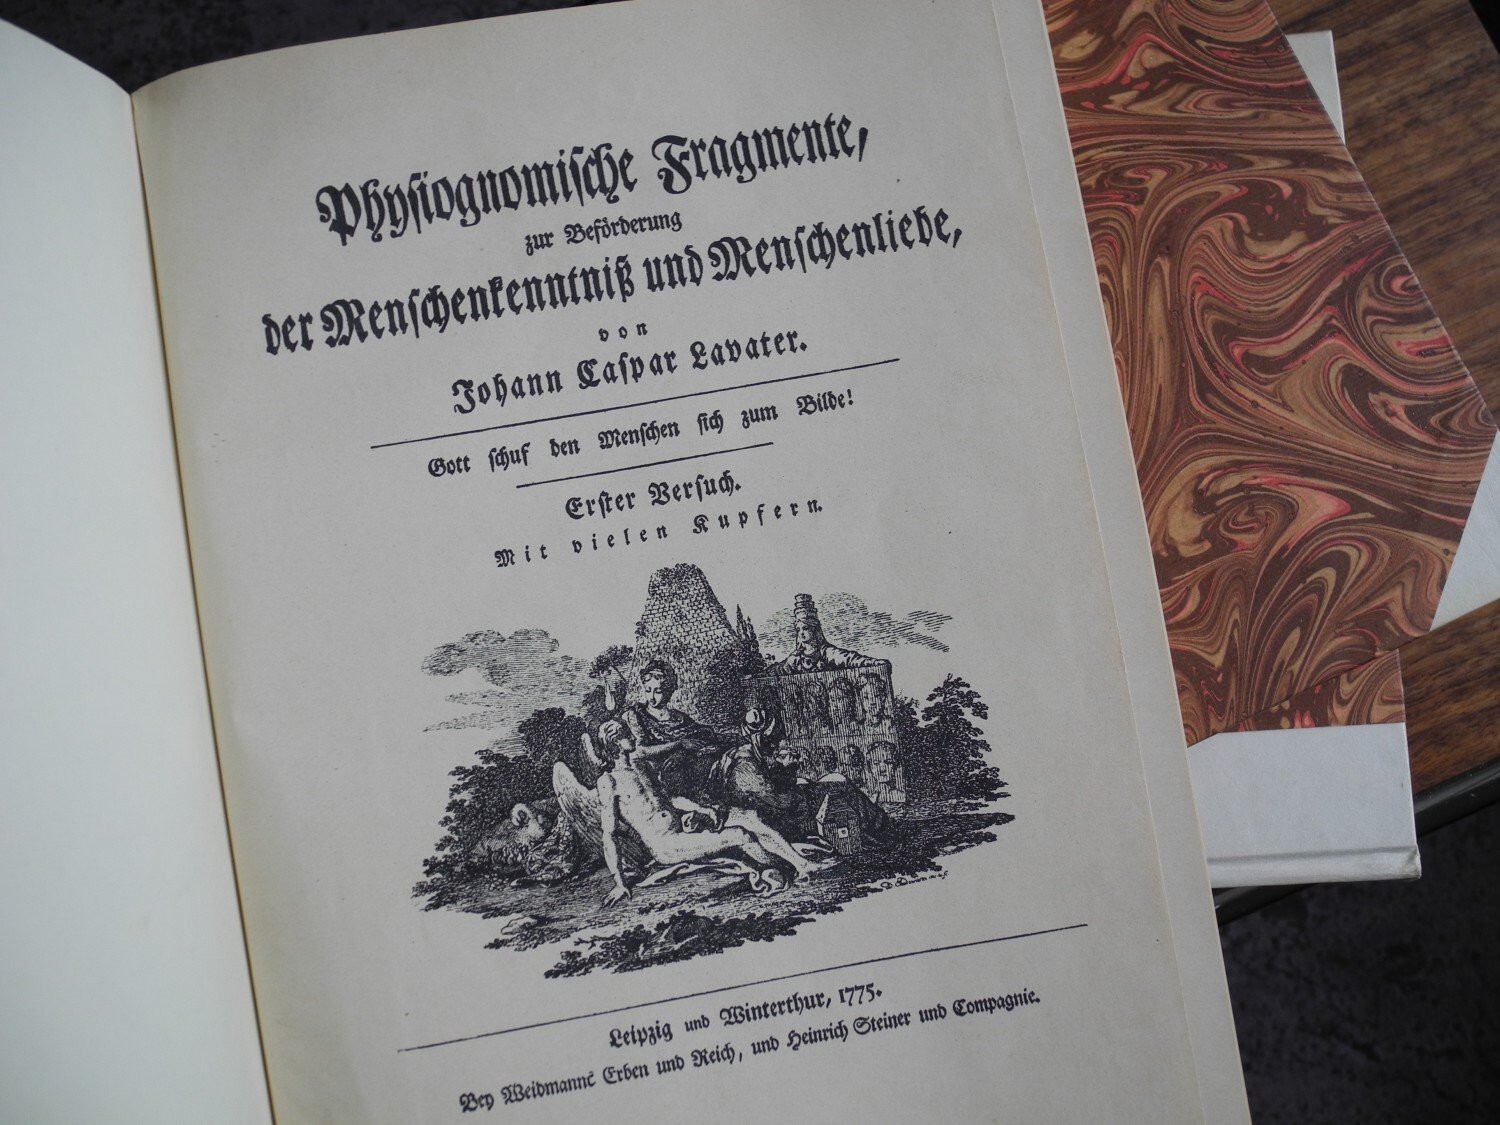 Physiognomische Fragmente,
zur Beförderung
der Menschenkenntniß und Menschenliebe,
von
Johann Caspar Lavater.
Gott schuf den Menschen sich zum Bilde!
Erster Versuch.
Mit vielen Kupfern.
Leipzig und Winterthur, 1775.
Bey Weidmanns Erben und Reich, und Heinrich Steiner und Compagnie.